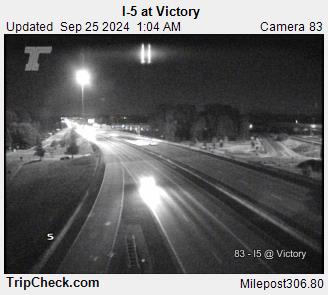 I-5 at Victory
Updated  Sep 25 2024  1:04 AM    Camera 83
T
S
83 - I5 @ Victory
TripCheck.com    Milepost306.80